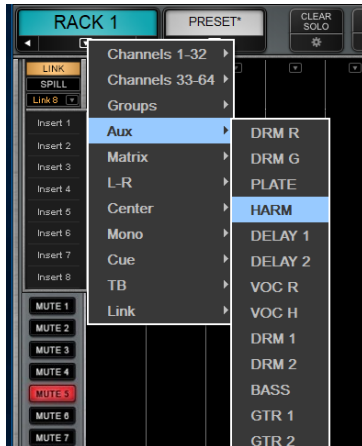 RACK 1
PRESET*
CLEAR
SOLO
LINK
SPILL
Link 8
Insert 1
Insert 2
Insert 3
Insert 4
Insert 5
Insert 6
Insert 7
Insert 8
MUTE 1
MUTE 2
MUTE 3
MUTE 4
MUTE 5
MUTE 6
MUTE 7
Channels 1-32
Channels 33-64
Groups
Aux
Matrix
L-R
Center
Mono
Cue
TB
Link
DRM R
DRM G
PLATE
HARM
DELAY 1
DELAY 2
VOC R
VOC H
DRM 1
DRM 2
BASS
GTR 1
GTR 2